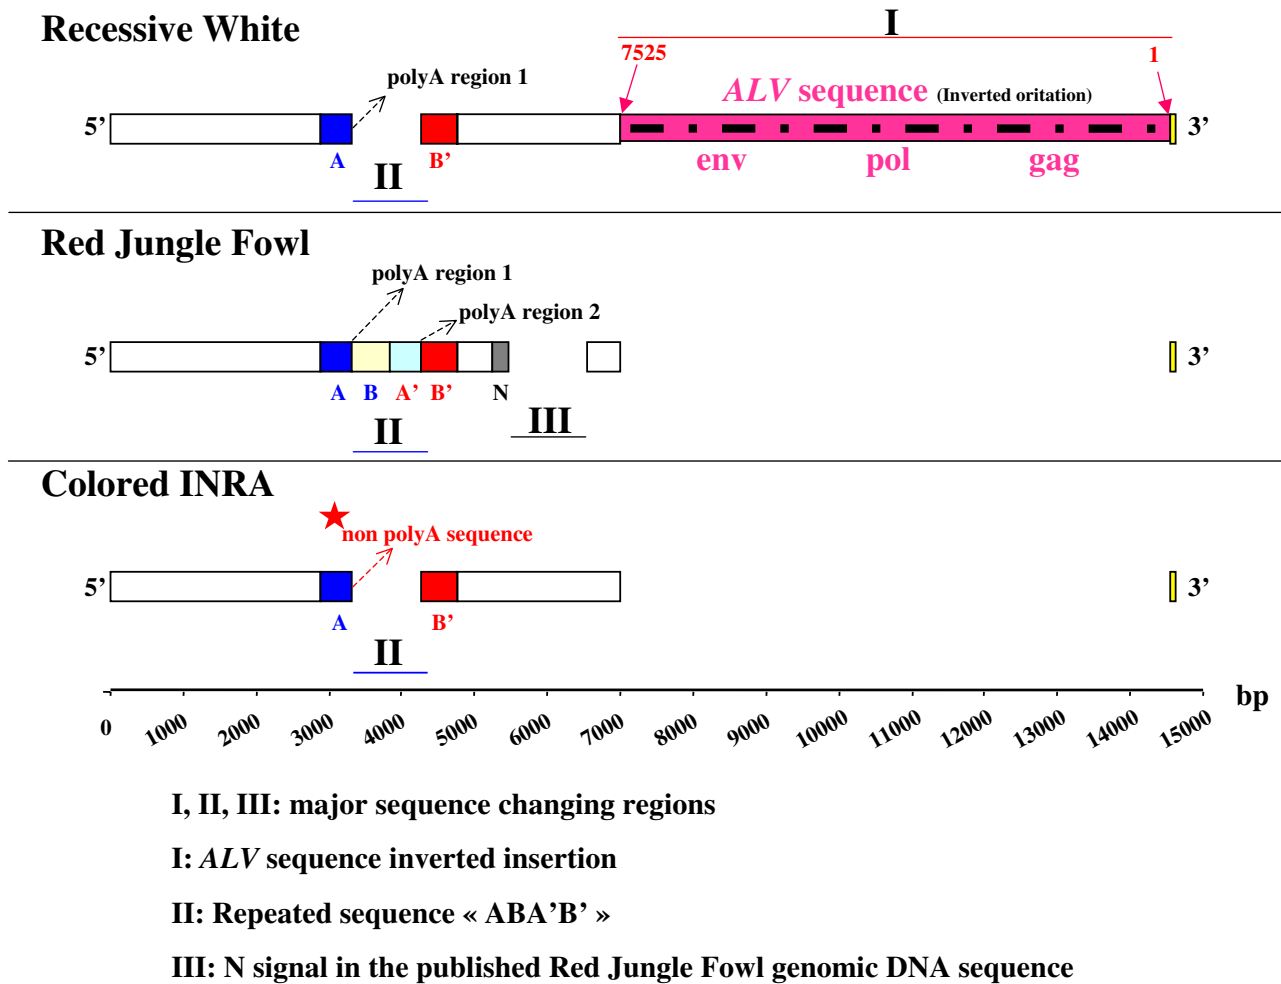 Recessive White
I
7525
1
polyA region 1
ALV sequence (Inverted oritation)
5’
3’
A
B’
env
pol
gag
II
Red Jungle Fowl
polyA region 1
polyA region 2
5’
3’
A
B
A’
B’
N
II
III
Colored INRA
non polyA sequence
5’
3’
A
B’
II
bp
0
1000
2000
3000
4000
5000
6000
7000
8000
9000
10000
11000
12000
13000
14000
15000
I, II, III: major sequence changing regions
I: ALV sequence inverted insertion
II: Repeated sequence « ABA’B’ »
III: N signal in the published Red Jungle Fowl genomic DNA sequence